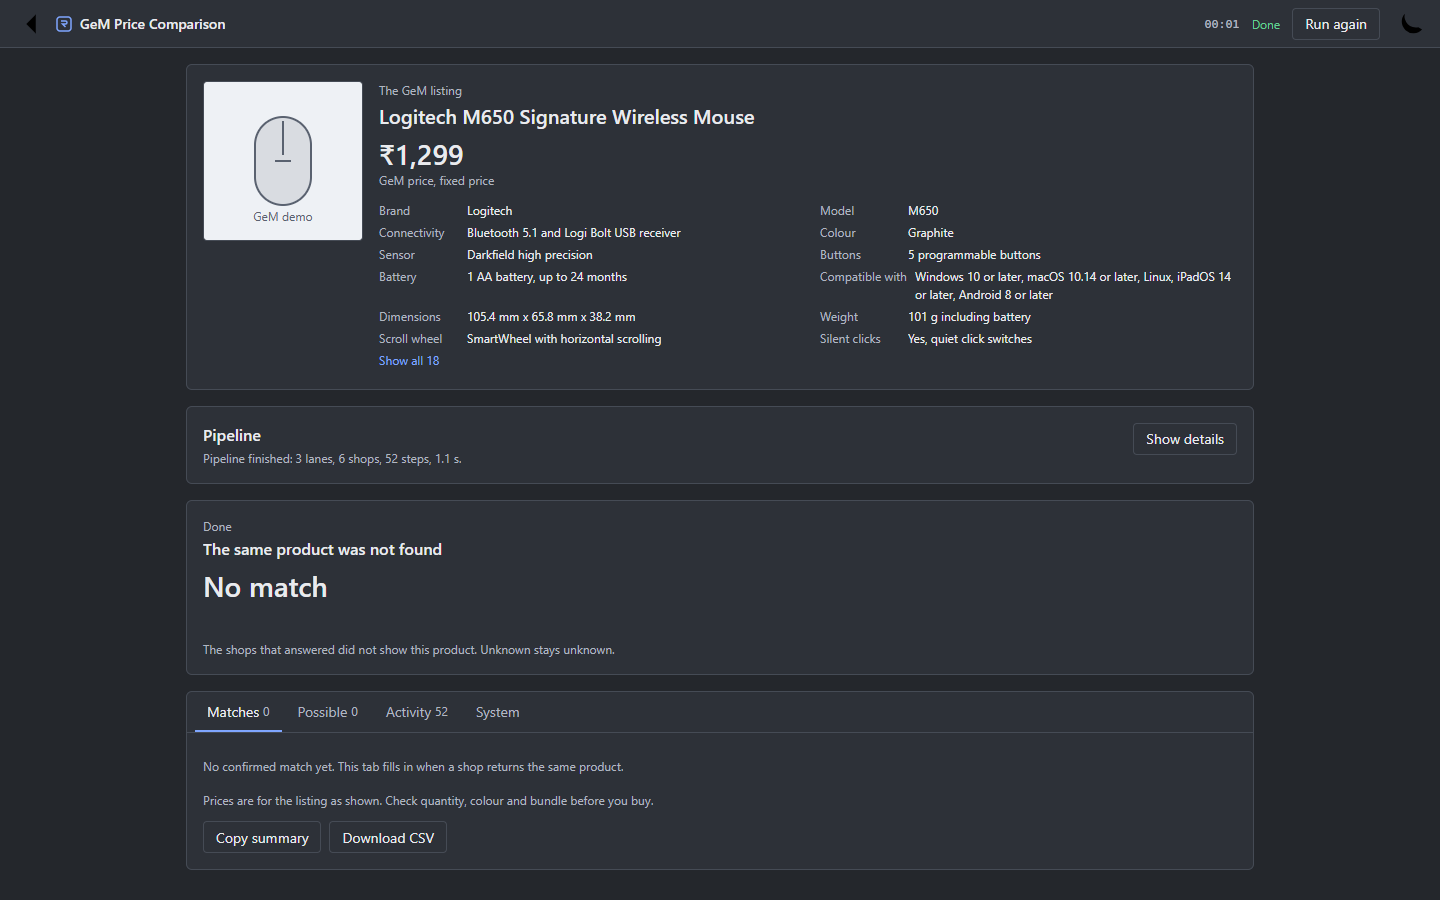 GeM Price Comparison
00:01 Done Run again
GeM demo
The GeM listing
Logitech M650 Signature Wireless Mouse
₹1,299
GeM price, fixed price
Brand Logitech Model M650
Connectivity Bluetooth 5.1 and Logi Bolt USB receiver Colour Graphite
Sensor Darkfield high precision Buttons 5 programmable buttons
Battery 1 AA battery, up to 24 months Compatible with Windows 10 or later, macOS 10.14 or later, Linux, iPadOS 14
or later, Android 8 or later
Dimensions 105.4 mm x 65.8 mm x 38.2 mm Weight 101 g including battery
Scroll wheel SmartWheel with horizontal scrolling Silent clicks Yes, quiet click switches
Show all 18
Pipeline
Pipeline finished: 3 lanes, 6 shops, 52 steps, 1.1 s.
Show details
Done
The same product was not found
No match
The shops that answered did not show this product. Unknown stays unknown.
Matches 0 Possible 0 Activity 52 System
No confirmed match yet. This tab fills in when a shop returns the same product.
Prices are for the listing as shown. Check quantity, colour and bundle before you buy.
Copy summary Download CSV